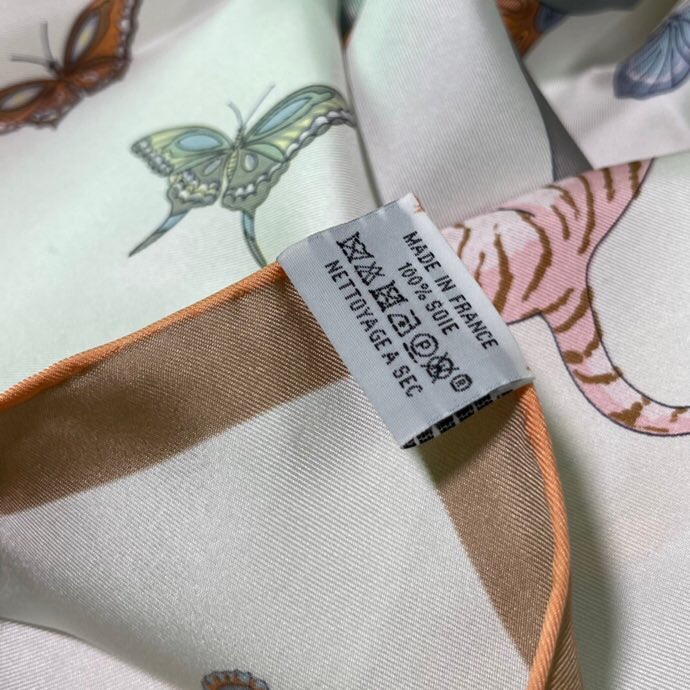 MADE IN FRANCE
100% SOIE
NETTOYAGE A SEC